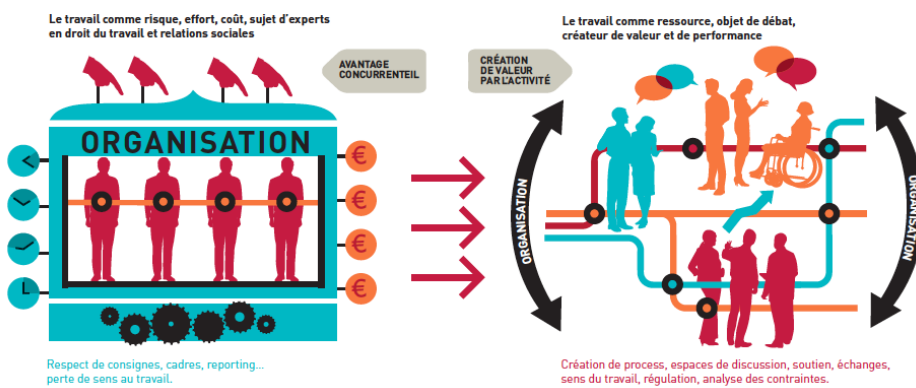 Le travail comme risque, effort, coût, sujet d'experts
en droit du travail et relations sociales
AVANTAGE
CONCURRENTEIL
ORGANISATION
€
€
€
€
Respect de consignes, cadres, reporting...
perte de sens au travail.
Le travail comme ressource, objet de débat,
créateur de valeur et de performance
CRÉATION
DE VALEUR
PAR L'ACTIVITÉ
ORGANISATION
ORGANISATION
Création de process, espaces de discussion, soutien, échanges,
sens du travail, régulation, analyse des contraintes.